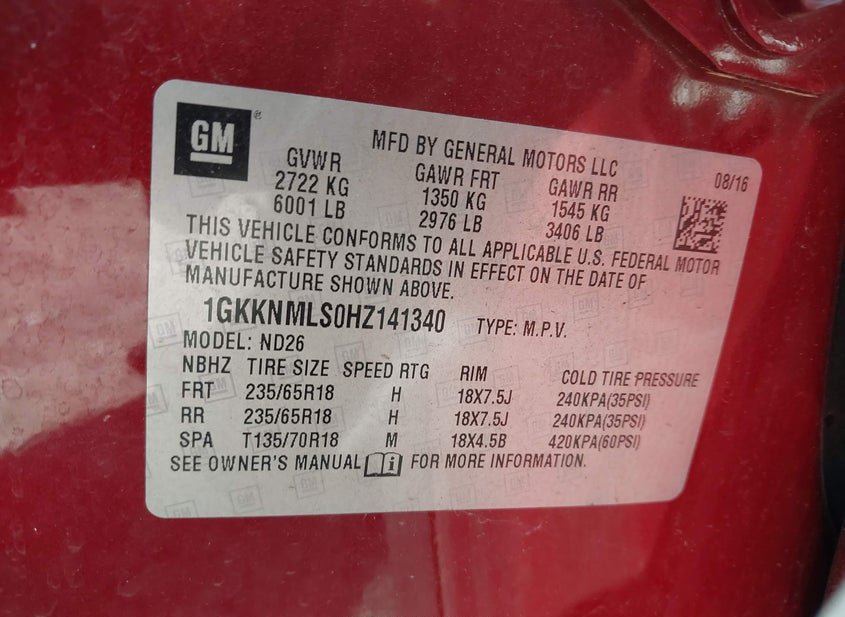 GM ®
MFD BY GENERAL MOTORS LLC
08/16
GVWR GAWR FRT GAWR RR
2722 KG 1350 KG 1545 KG
6001 LB 2976 LB 3406 LB
THIS VEHICLE CONFORMS TO ALL APPLICABLE U.S. FEDERAL MOTOR
VEHICLE SAFETY STANDARDS IN EFFECT ON THE DATE OF
MANUFACTURE SHOWN ABOVE.
1GKKNMLS0HZ141340 TYPE: M.P.V.
MODEL: ND26
NBHZ TIRE SIZE SPEED RTG RIM COLD TIRE PRESSURE
FRT 235/65R18 H 18X7.5J 240KPA(35PSI)
RR 235/65R18 H 18X7.5J 240KPA(35PSI)
SPA T135/70R18 M 18X4.5B 420KPA(60PSI)
SEE OWNER'S MANUAL i FOR MORE INFORMATION.